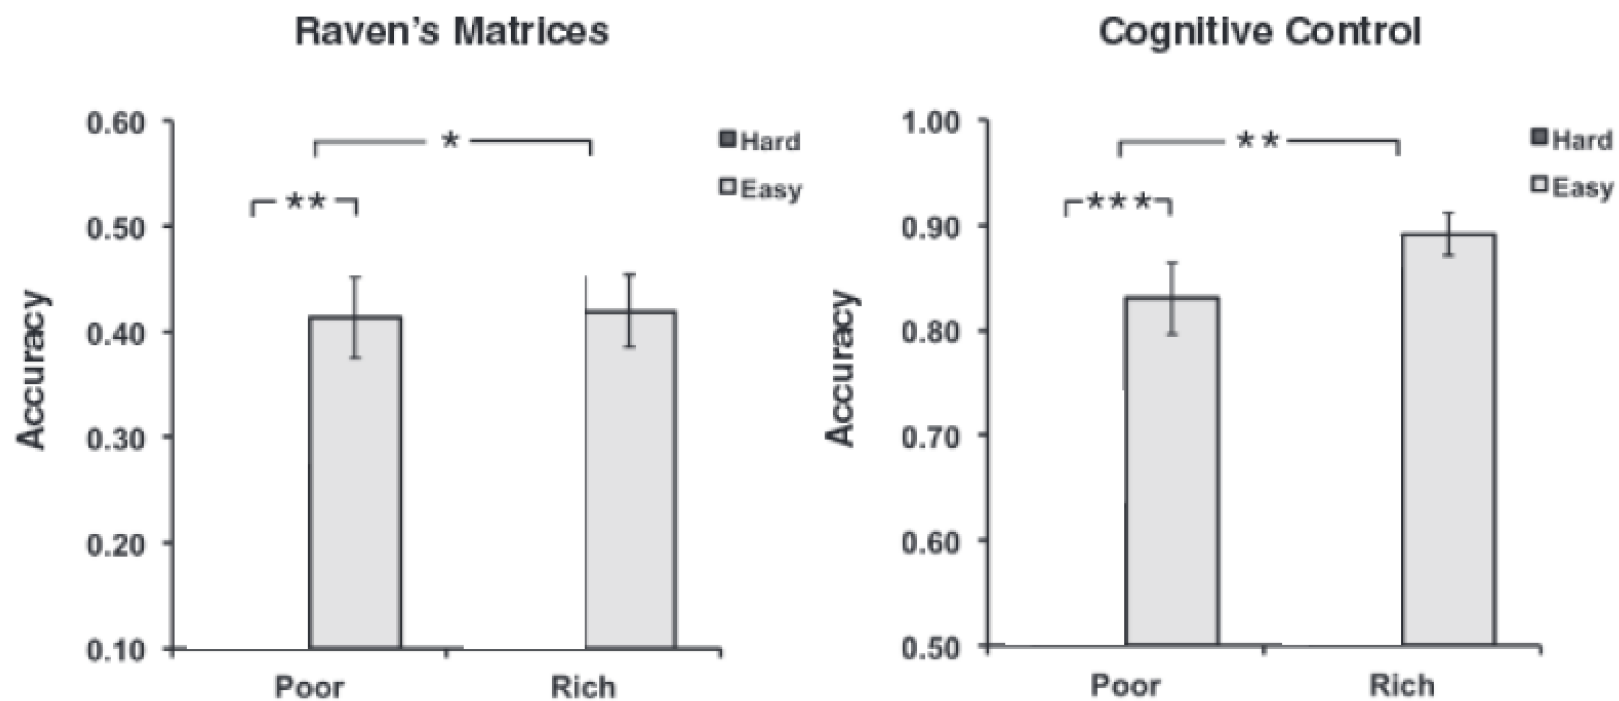 Raven's Matrices
0.60
0.50
0.40
0.30
0.20
0.10
Accuracy
*
**
Hard
Easy
Poor Rich
Cognitive Control
1.00
0.90
0.80
0.70
0.60
0.50
Accuracy
**
***
Hard
Easy
Poor Rich